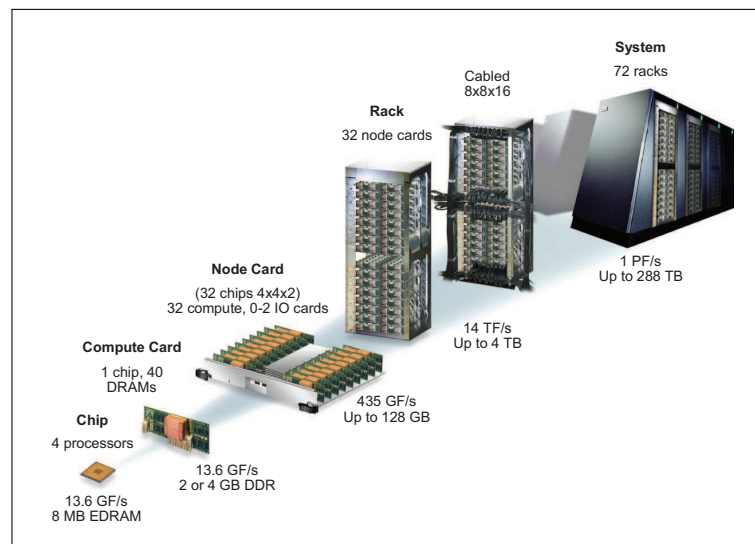 System
72 racks
Cabled
8x8x16
Rack
32 node cards
1 PF/s
Up to 288 TB
Node Card
(32 chips 4x4x2)
32 compute, 0-2 IO cards
14 TF/s
Up to 4 TB
Compute Card
1 chip, 40
DRAMs
435 GF/s
Up to 128 GB
Chip
4 processors
13.6 GF/s
2 or 4 GB DDR
13.6 GF/s
8 MB EDRAM